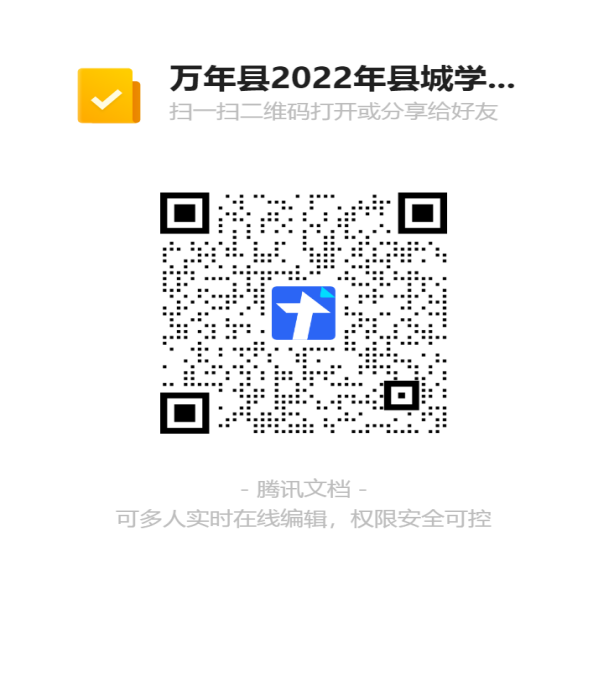 万年县2022年县城学...
扫一扫二维码打开或分享给好友
- 腾讯文档 -
可多人实时在线编辑，权限安全可控